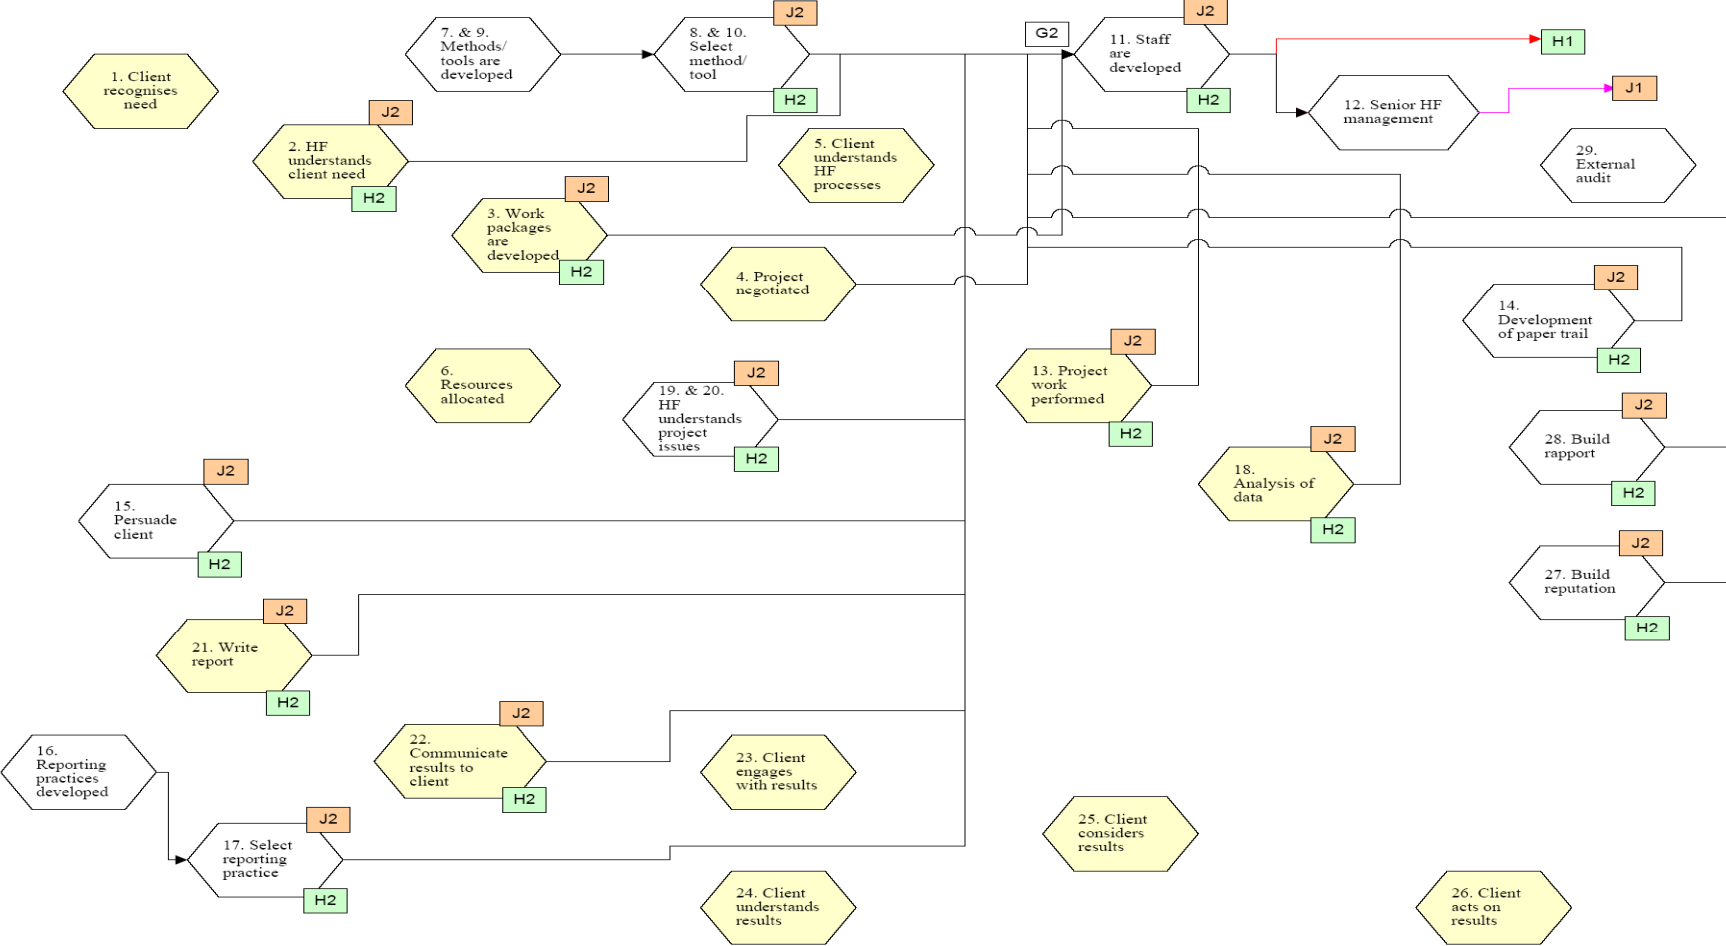 7. & 9.
Methods/
tools are
developed
J2
8. & 10.
Select
method/
tool
H2
G2
J2
11. Staff
are
developed
H2
H1
12. Senior HF
management
J1
1. Client
recognises
need
J2
2. HF
understands
client need
H2
5. Client
understands
HF
processes
29.
External
audit
J2
3. Work
packages
are
developed
H2
4. Project
negotiated
J2
14.
Development
of paper trail
H2
6.
Resources
allocated
J2
19. & 20.
HF
understands
project
issues
H2
J2
13. Project
work
performed
H2
J2
18.
Analysis of
data
H2
J2
28. Build
rapport
H2
J2
15.
Persuade
client
H2
J2
27. Build
reputation
H2
J2
21. Write
report
H2
16.
Reporting
practices
developed
J2
22.
Communicate
results to
client
H2
23. Client
engages
with results
J2
17. Select
reporting
practice
H2
25. Client
considers
results
24. Client
understands
results
26. Client
acts on
results